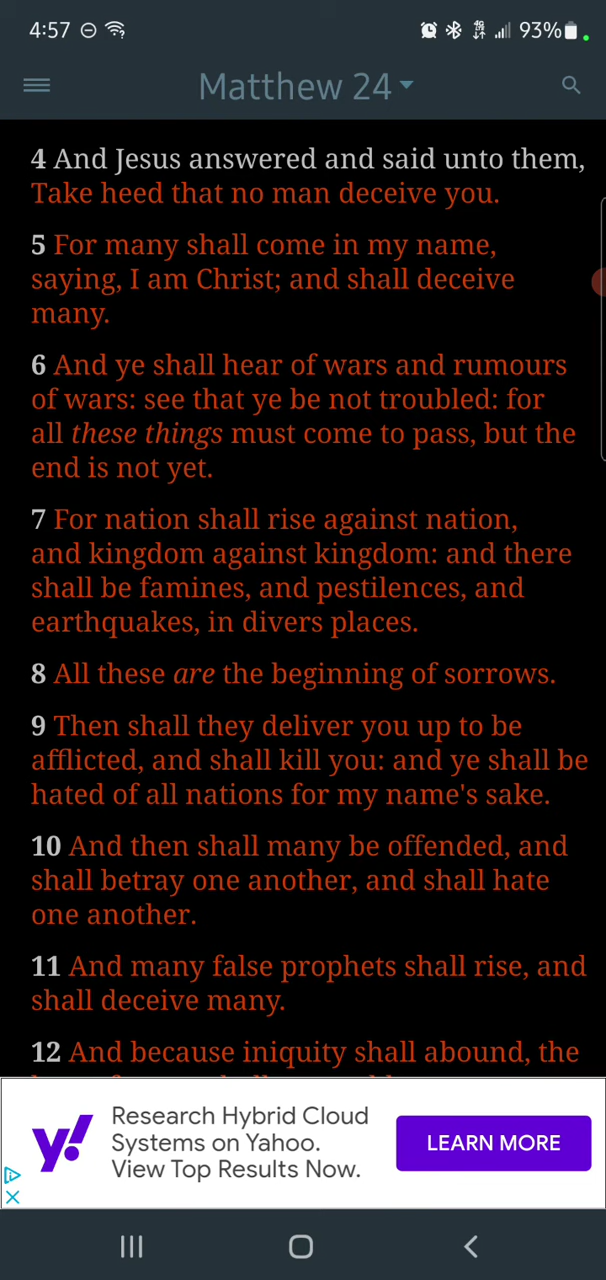 4:57
4G
93%
Matthew 24
4 And Jesus answered and said unto them,
Take heed that no man deceive you.
5 For many shall come in my name,
saying, I am Christ; and shall deceive
many.
6 And ye shall hear of wars and rumours
of wars: see that ye be not troubled: for
all these things must come to pass, but the
end is not yet.
7 For nation shall rise against nation,
and kingdom against kingdom: and there
shall be famines, and pestilences, and
earthquakes, in divers places.
8 All these are the beginning of sorrows.
9 Then shall they deliver you up to be
afflicted, and shall kill you: and ye shall be
hated of all nations for my name's sake.
10 And then shall many be offended, and
shall betray one another, and shall hate
one another.
11 And many false prophets shall rise, and
shall deceive many.
12 And because iniquity shall abound, the
y!
Research Hybrid Cloud
Systems on Yahoo.
View Top Results Now.
LEARN MORE